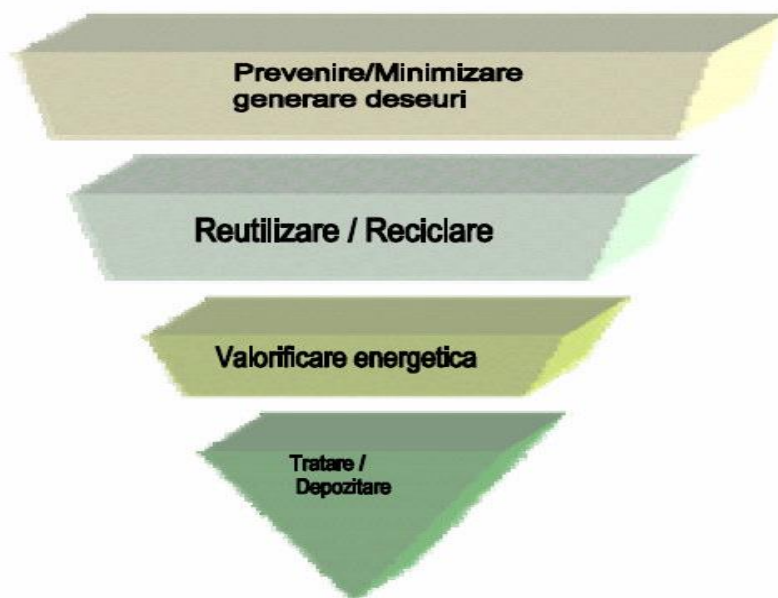 Prevenire/Minimizare
generare deseuri
Reutilizare / Reciclare
Valorificare energetica
Tratare /
Depozitare